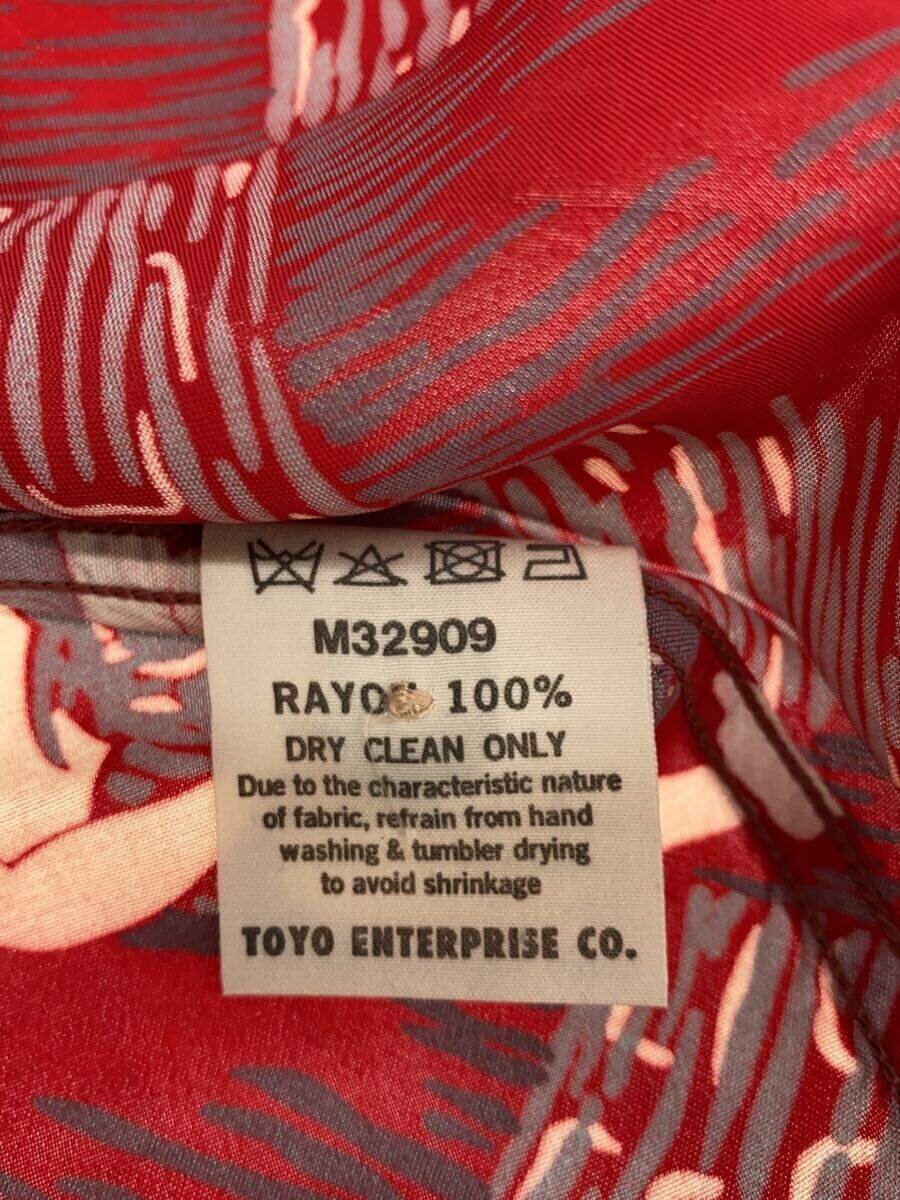 M32909
RAYON 100%
DRY CLEAN ONLY
Due to the characteristic nature
of fabric, refrain from hand
washing & tumbler drying
to avoid shrinkage
TOYO ENTERPRISE CO.